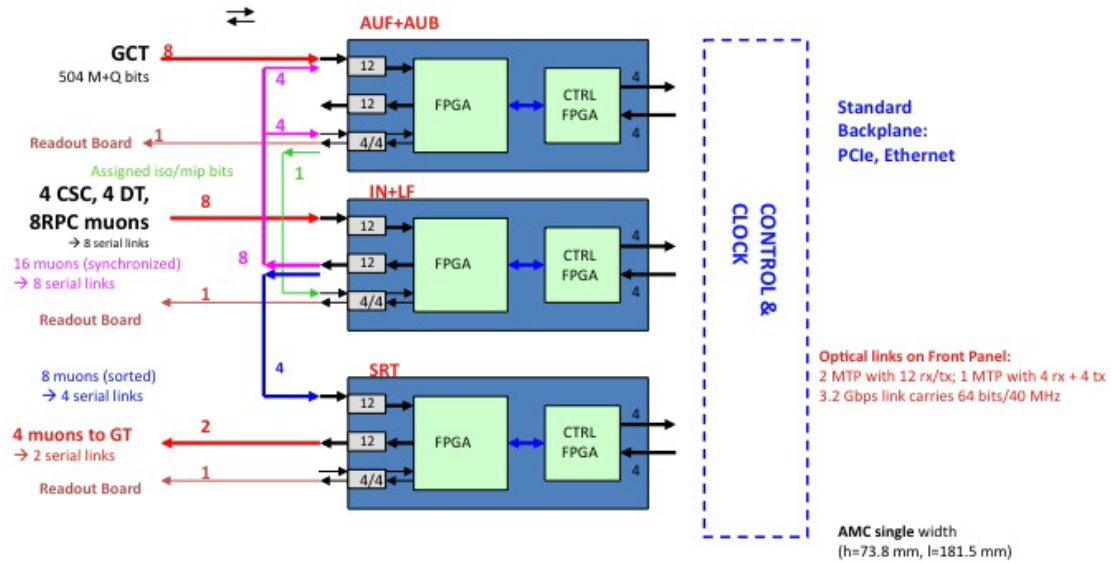 AUF+AUB
GCT
504 M+Q bits
8
4
12
12
4/4
FPGA
CTRL
FPGA
4
4
4
Readout Board
1
Assigned iso/mip bits
1
Standard
Backplane:
PCIe, Ethernet
CONTROL &
CLOCK
IN+LF
4 CSC, 4 DT,
8RPC muons
→ 8 serial links
8
16 muons (synchronized)
→ 8 serial links
8
12
12
4/4
FPGA
CTRL
FPGA
4
4
1
Readout Board
Optical links on Front Panel:
2 MTP with 12 rx/tx; 1 MTP with 4 rx + 4 tx
3.2 Gbps link carries 64 bits/40 MHz
SRT
8 muons (sorted)
→ 4 serial links
4
12
12
4/4
FPGA
CTRL
FPGA
4
4
4 muons to GT
→ 2 serial links
2
1
Readout Board
AMC single width
(h=73.8 mm, l=181.5 mm)